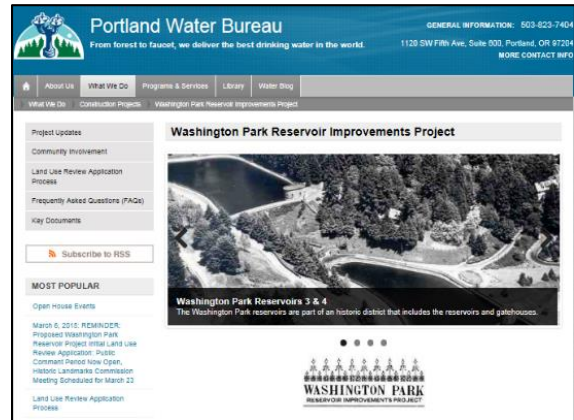 Portland Water Bureau
From forest to faucet, we deliver the best drinking water in the world.
GENERAL INFORMATION: 503-823-7404
1120 SW Fifth Ave, Suite 600, Portland, OR 97204
MORE CONTACT INFO
About Us What We Do Programs & Services Library Water Blog
What We Do Construction Projects Washington Park Reservoir Improvements Project
Project Updates
Community Involvement
Land Use Review Application
Process
Frequently Asked Questions (FAQs)
Key Documents
Subscribe to RSS
MOST POPULAR
Open House Events
March 6, 2015: REMINDER:
Proposed Washington Park
Reservoir Project Initial Land Use
Review Application: Public
Comment Period Now Open,
Historic Landmarks Commission
Meeting Scheduled for March 23
Land Use Review Application
Process
Washington Park Reservoir Improvements Project
Washington Park Reservoirs 3 & 4
The Washington Park reservoirs are part of an historic district that includes the reservoirs and gatehouses.
WASHINGTON PARK
RESERVOIR IMPROVEMENTS PROJECT